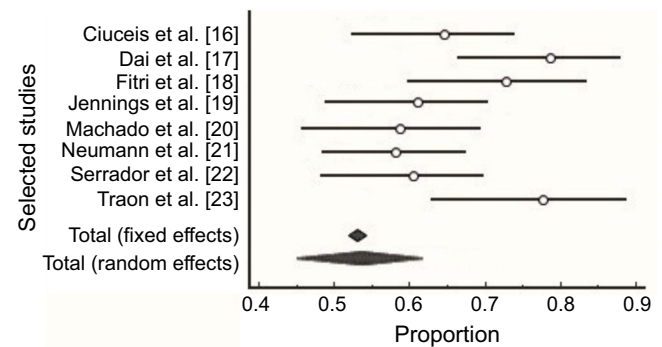 Selected studies
Ciuceis et al. [16]
Dai et al. [17]
Fitri et al. [18]
Jennings et al. [19]
Machado et al. [20]
Neumann et al. [21]
Serrador et al. [22]
Traon et al. [23]
Total (fixed effects)
Total (random effects)
0.4 0.5 0.6 0.7 0.8 0.9
Proportion